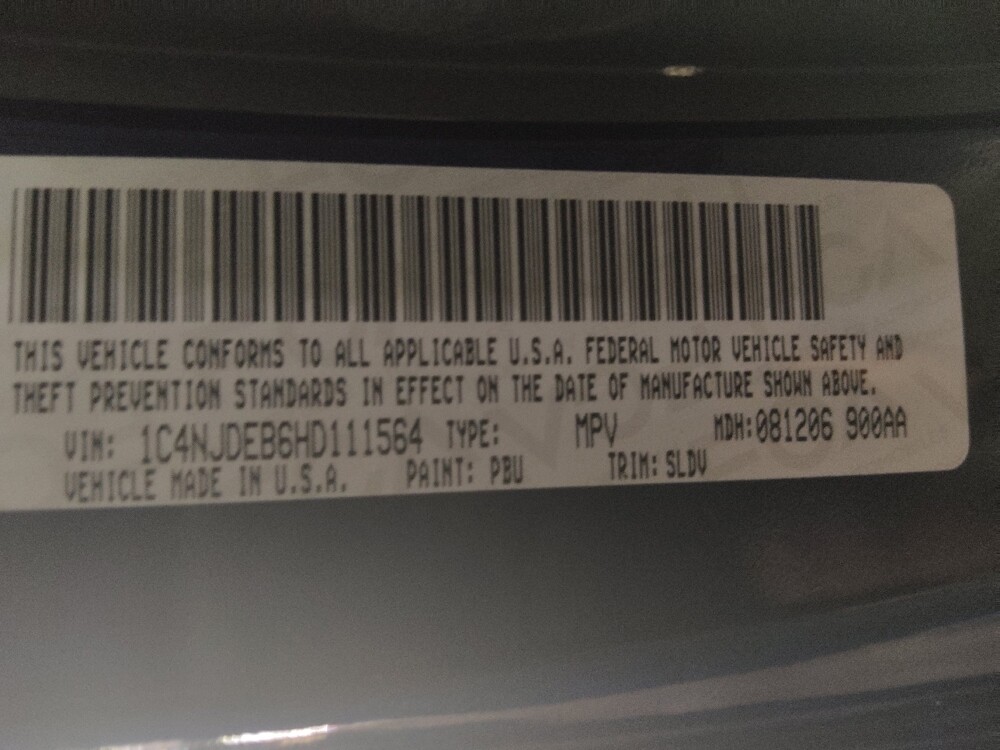 THIS VEHICLE CONFORMS TO ALL APPLICABLE U.S.A. FEDERAL MOTOR VEHICLE SAFETY AND
THEFT PREVENTION STANDARDS IN EFFECT ON THE DATE OF MANUFACTURE SHOWN ABOVE.
VIN: 1C4NJDEB6HD111564 TYPE: MPV MDH:081206 900AA
VEHICLE MADE IN U.S.A. PAINT: PBU TRIM:SLDV